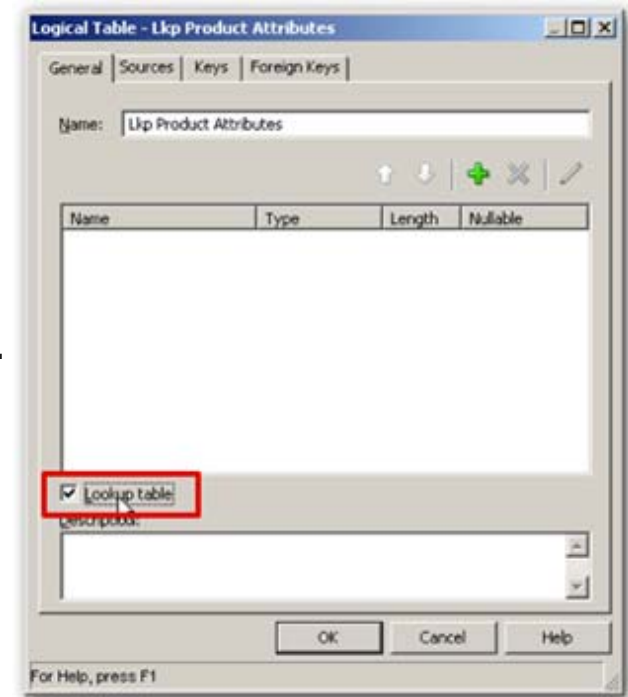 Logical Table - Lkp Product Attributes
General Sources Keys Foreign Keys
Name: Lkp Product Attributes
Name Type Length Nullable
Lookup table
Description:
OK Cancel Help
For Help, press F1